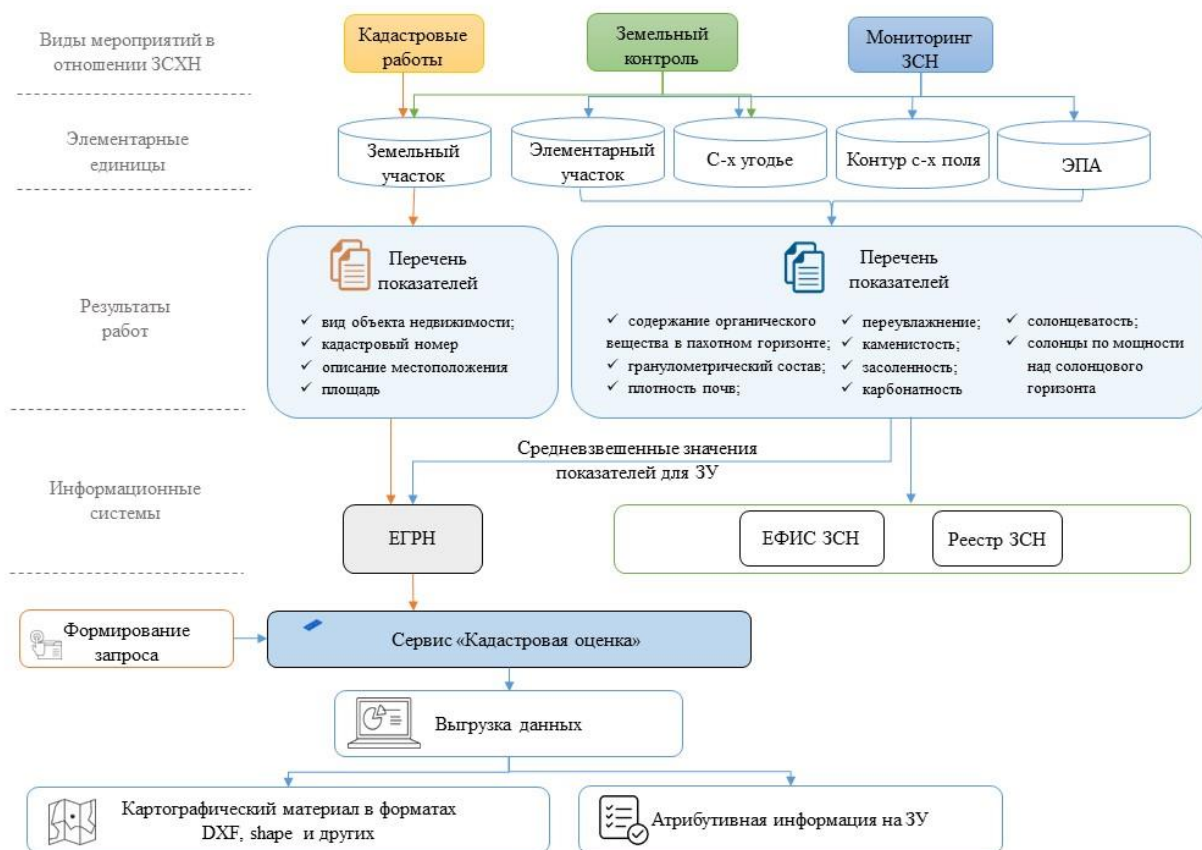 Виды мероприятий в
отношении ЗСХН
Кадастровые
работы
Земельный
контроль
Мониторинг
ЗСН
Элементарные
единицы
Земельный
участок
Элементарный
участок
С-х угодье
Контур с-х поля
ЭПА
Результаты
работ
Перечень
показателей
✓ вид объекта недвижимости;
✓ кадастровый номер
✓ описание местоположения
✓ площадь
Перечень
показателей
✓ содержание органического
вещества в пахотном горизонте;
✓ гранулометрический состав;
✓ плотность почв;
✓ переувлажнение;
✓ каменистость;
✓ засоленность;
✓ карбонатность
✓ солонцеватость;
✓ солонцы по мощности
над солонцового
горизонта
Средневзвешенные значения
показателей для ЗУ
Информационные
системы
ЕГРН
ЕФИС ЗСН
Реестр ЗСН
Формирование
запроса
Сервис «Кадастровая оценка»
Выгрузка данных
Картографический материал в форматах
DXF, shape и других
Атрибутивная информация на ЗУ